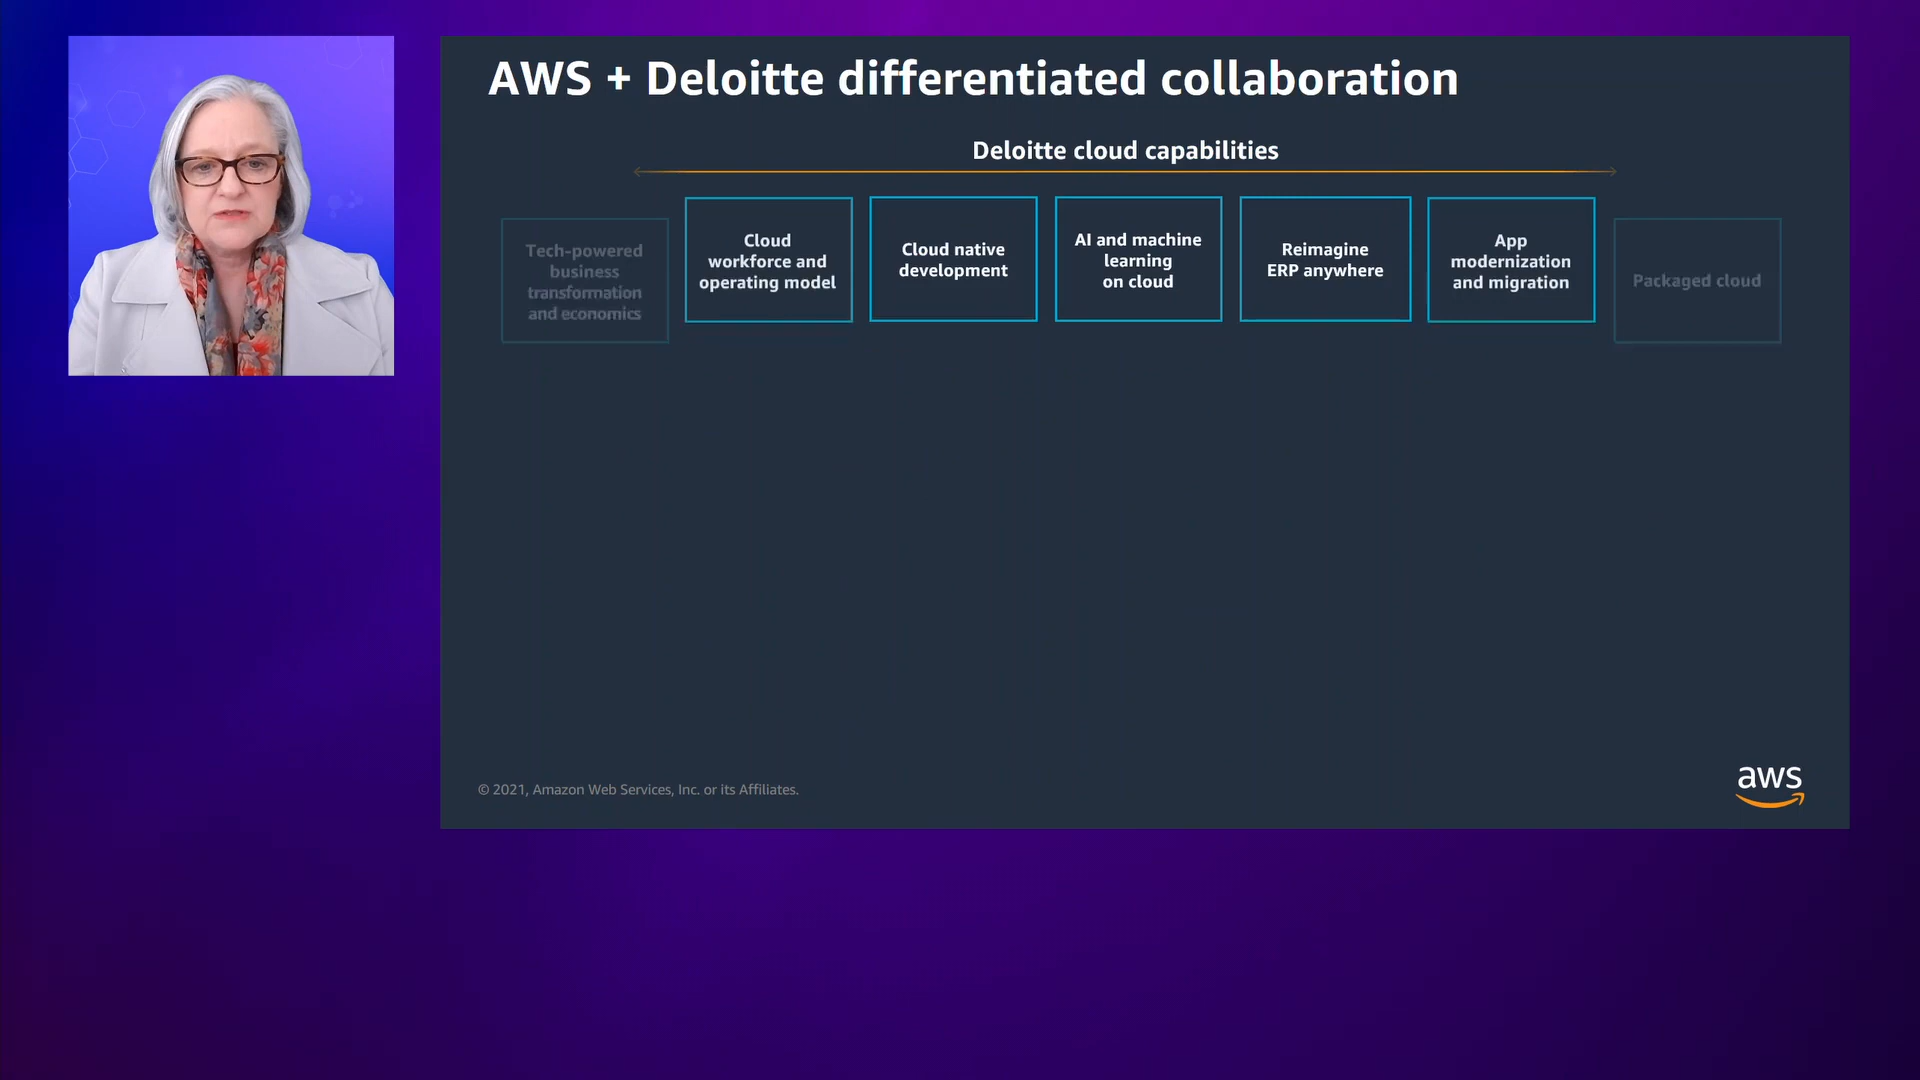 AWS + Deloitte differentiated collaboration
Deloitte cloud capabilities
Tech-powered
business
transformation
and economics
Cloud
workforce and
operating model
Cloud native
development
AI and machine
learning
on cloud
Reimagine
ERP anywhere
App
modernization
and migration
Packaged cloud
© 2021, Amazon Web Services, Inc. or its Affiliates.
aws